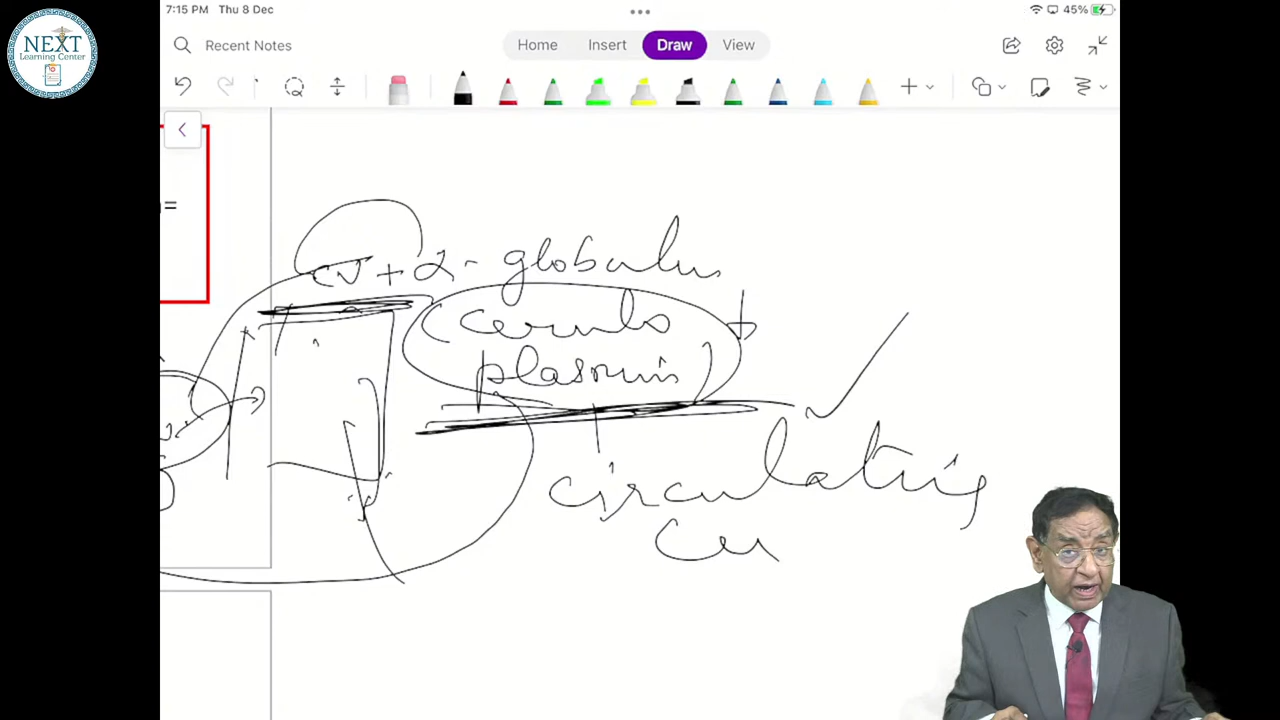 7:15 PM Thu 8 Dec
45%
NEXT
Learning Center
Recent Notes
Home Insert Draw View
=
cu + α - globulin
(cerulo
plasmin)
circulating
Cu